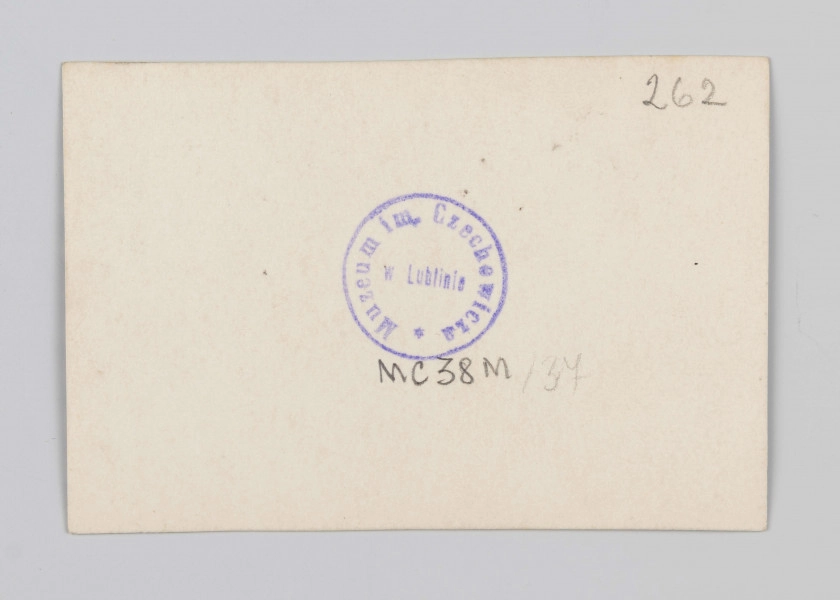 262
Muzeum im. Czechowicza
w Lublinie
*
MC38M/37